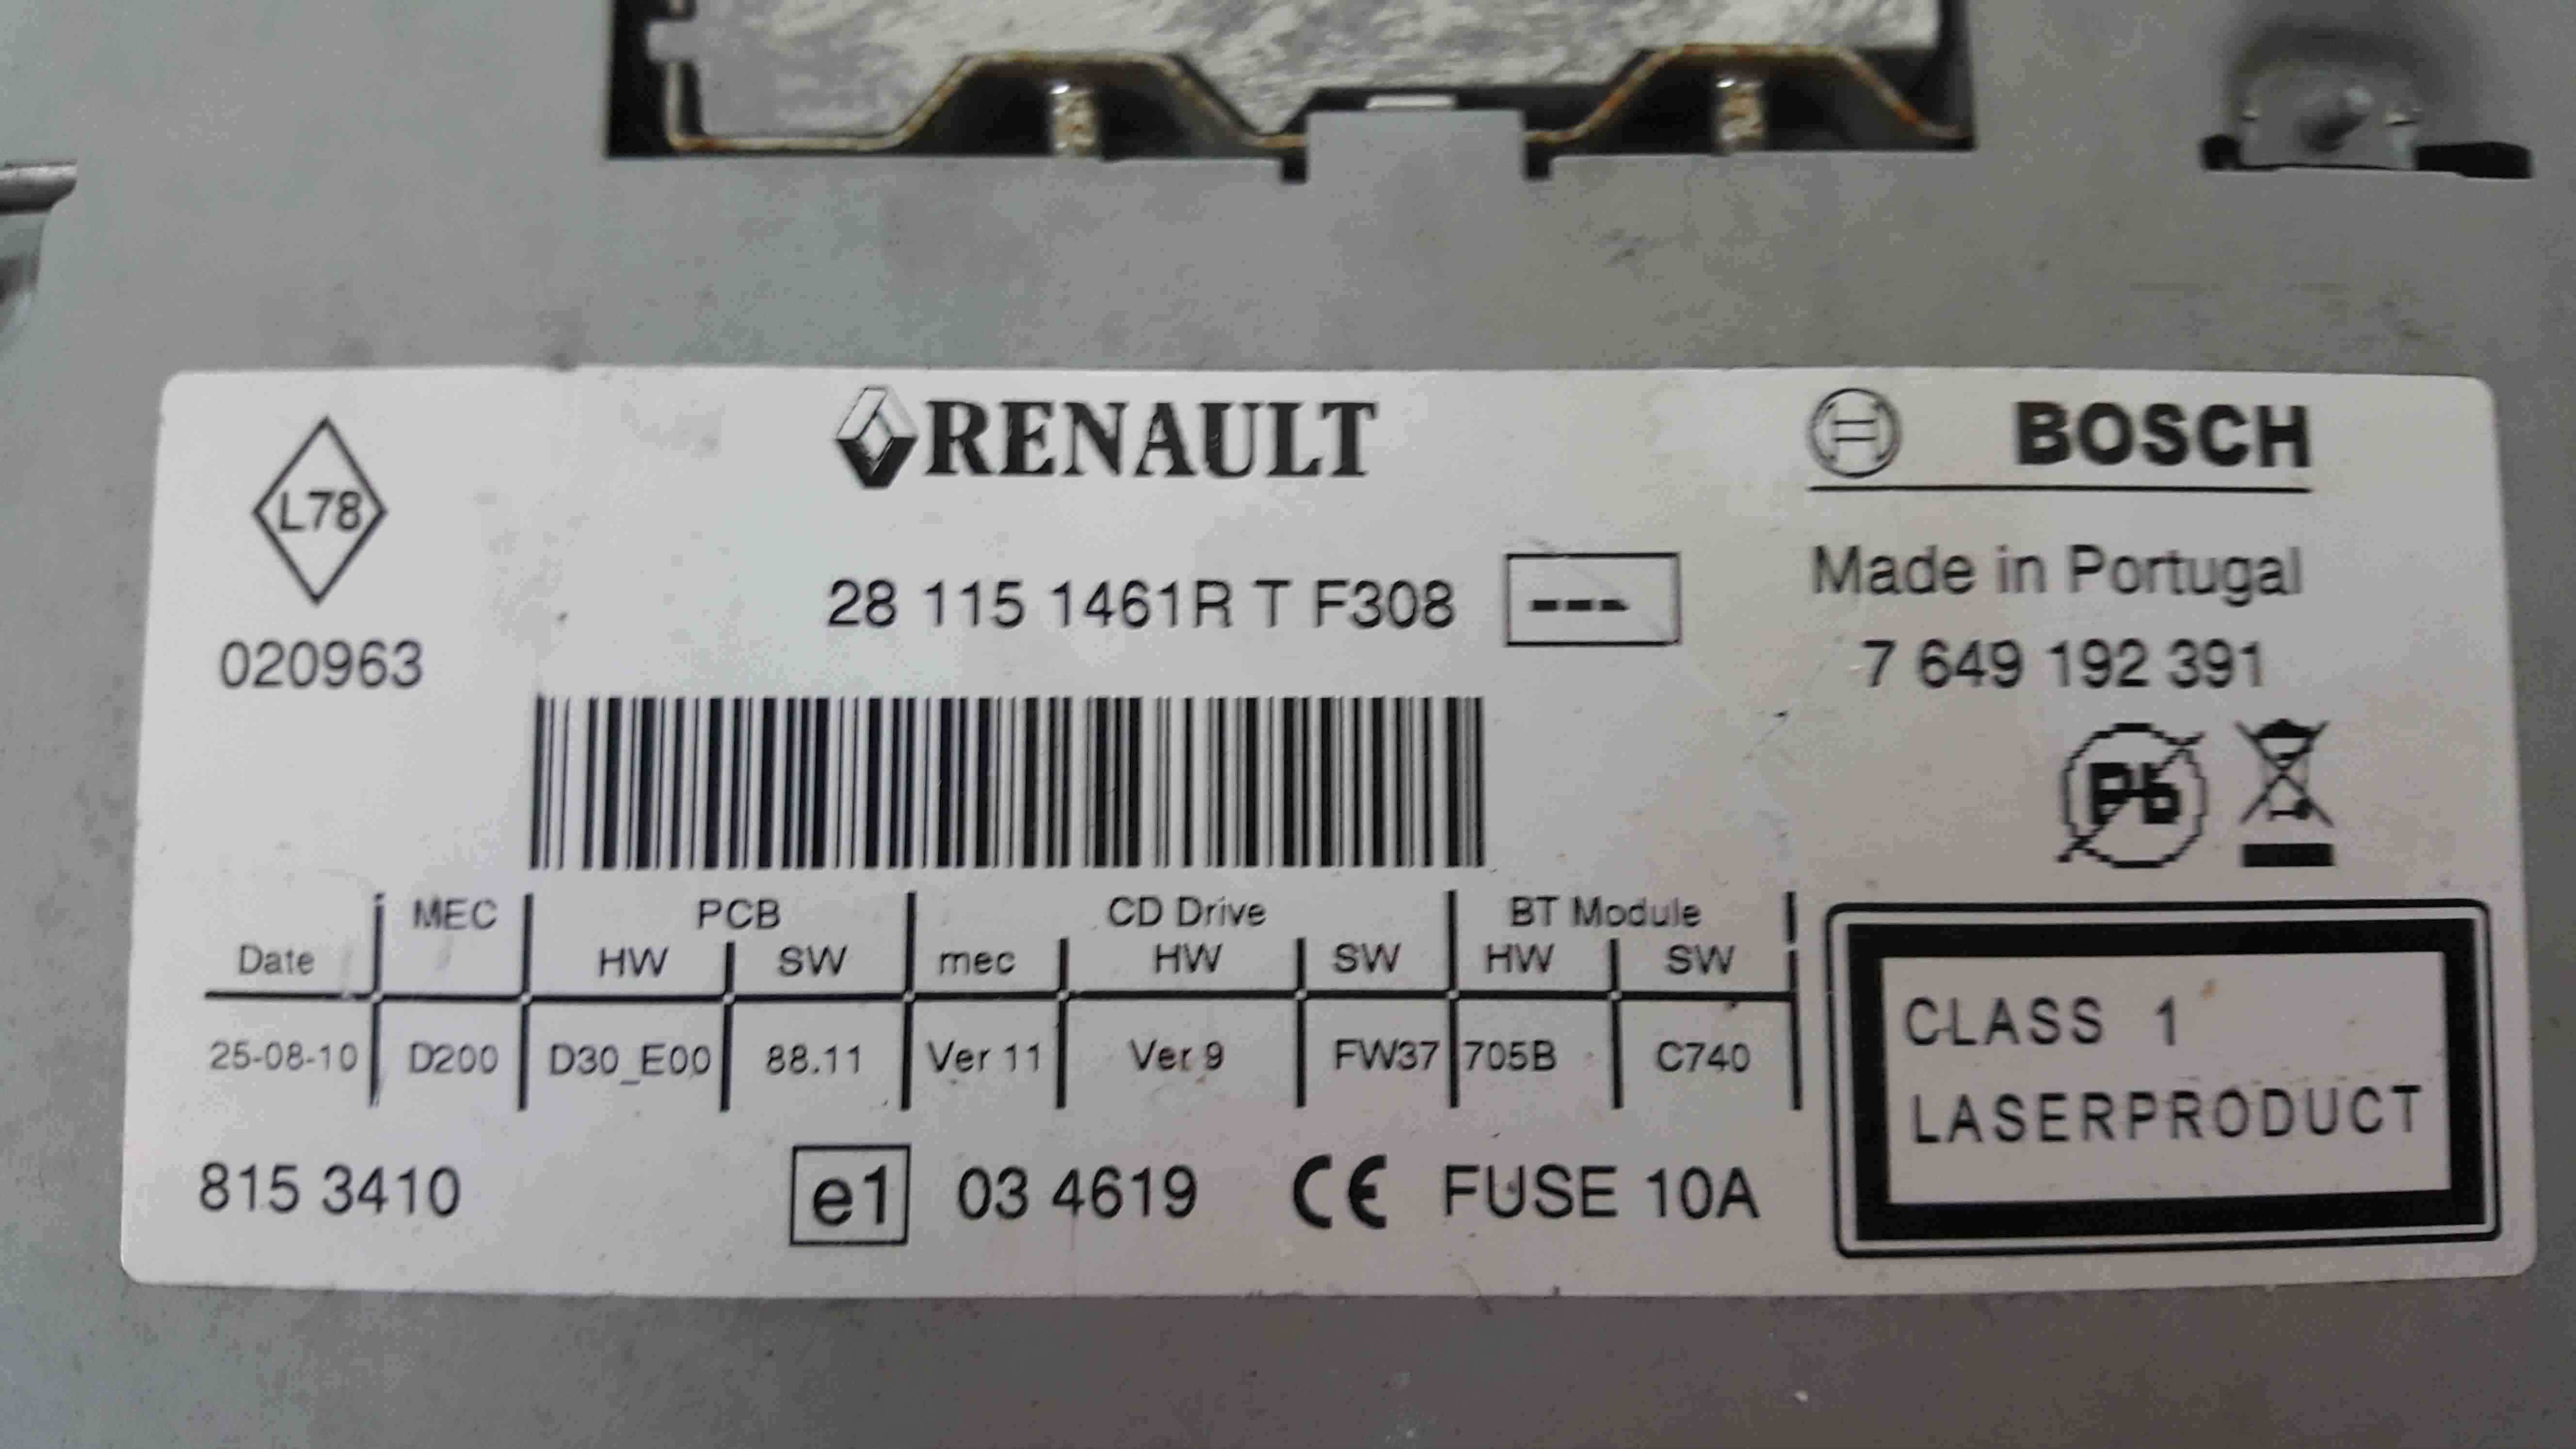 RENAULT
BOSCH
L78
28 115 1461R T F308 ---
Made in Portugal
020963
7 649 192 391
Pb
MEC PCB CD Drive BT Module
Date HW SW mec HW SW HW SW
25-08-10 D200 D30_E00 88.11 Ver 11 Ver 9 FW37 705B C740
CLASS 1
LASERPRODUCT
815 3410 e1 03 4619 CE FUSE 10A